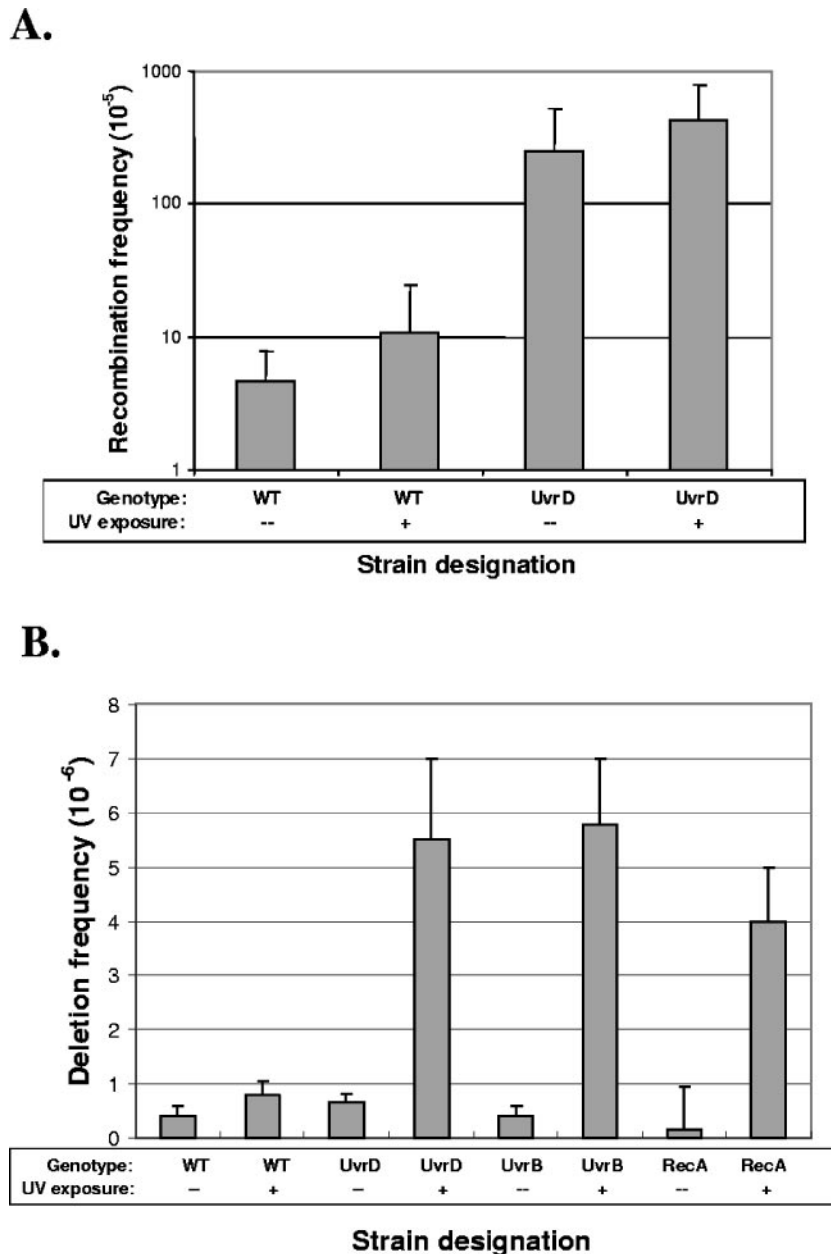 A.
Recombination frequency (10-5)
1000
100
10
1
Genotype: WT WT UvrD UvrD
UV exposure: -- + -- +
Strain designation
B.
Deletion frequency (10-6)
8
7
6
5
4
3
2
1
0
Genotype: WT WT UvrD UvrD UvrB UvrB RecA RecA
UV exposure: – + – + -- + -- +
Strain designation